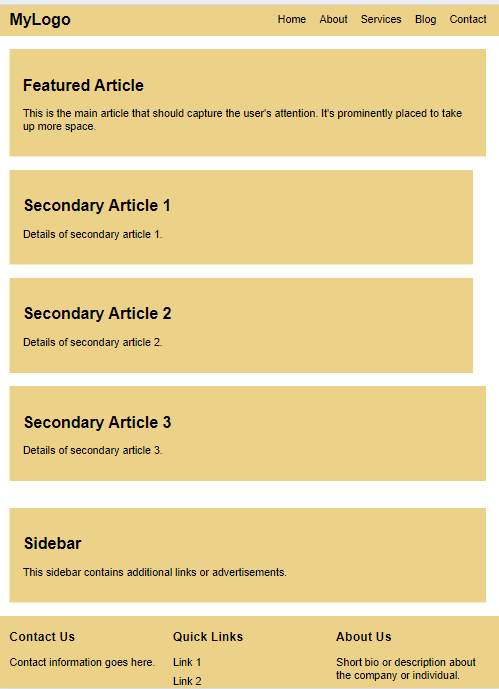 MyLogo
Home About Services Blog Contact
Featured Article
This is the main article that should capture the user's attention. It's prominently placed to take
up more space.
Secondary Article 1
Details of secondary article 1.
Secondary Article 2
Details of secondary article 2.
Secondary Article 3
Details of secondary article 3.
Sidebar
This sidebar contains additional links or advertisements.
Contact Us
Contact information goes here.
Quick Links
Link 1
Link 2
About Us
Short bio or description about
the company or individual.